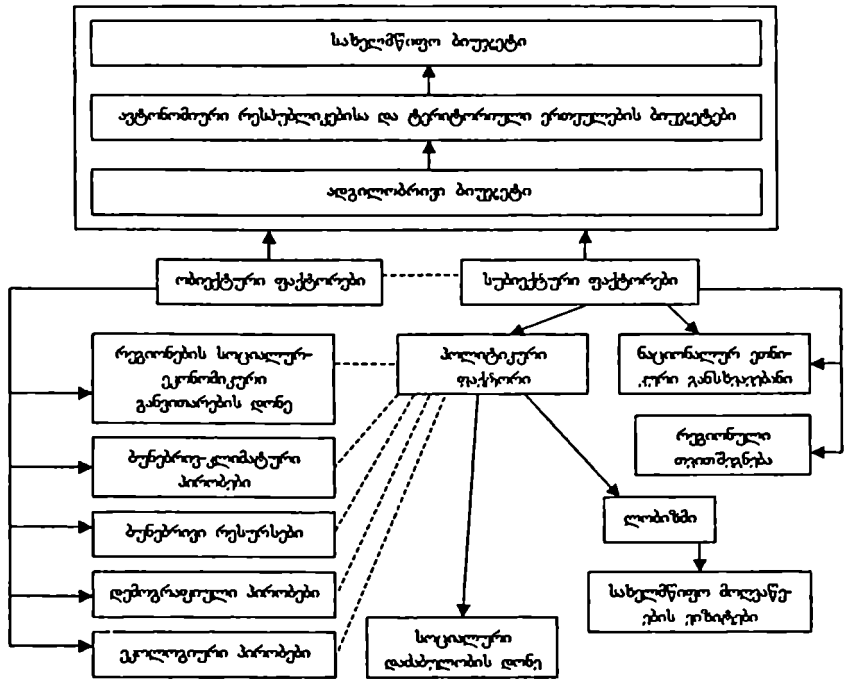 სახელმწიფო ბიუჯეტი
ავტონომიური რესპუბლიკებისა და ტერიტორიული ერთეულების ბიუჯეტები
ადგილობრივი ბიუჯეტი
ობიექტური ფაქტორები
სუბიექტური ფაქტორები
რეგიონების სოციალურ-
ეკონომიკური
განვითარების დონე
პოლიტიკური
ფაქტორი
ნაციონალურ ეთნი-
კური განსხვავებანი
ბუნებრივ-კლიმატური
პირობები
რეგიონული
თვითშეგნება
ბუნებრივი რესურსები
ლობიზმი
დემოგრაფიული პირობები
სახელმწიფო მოღვაწე-
ების ვიზიტები
ეკოლოგიური პირობები
სოციალური
დაძაბულობის დონე